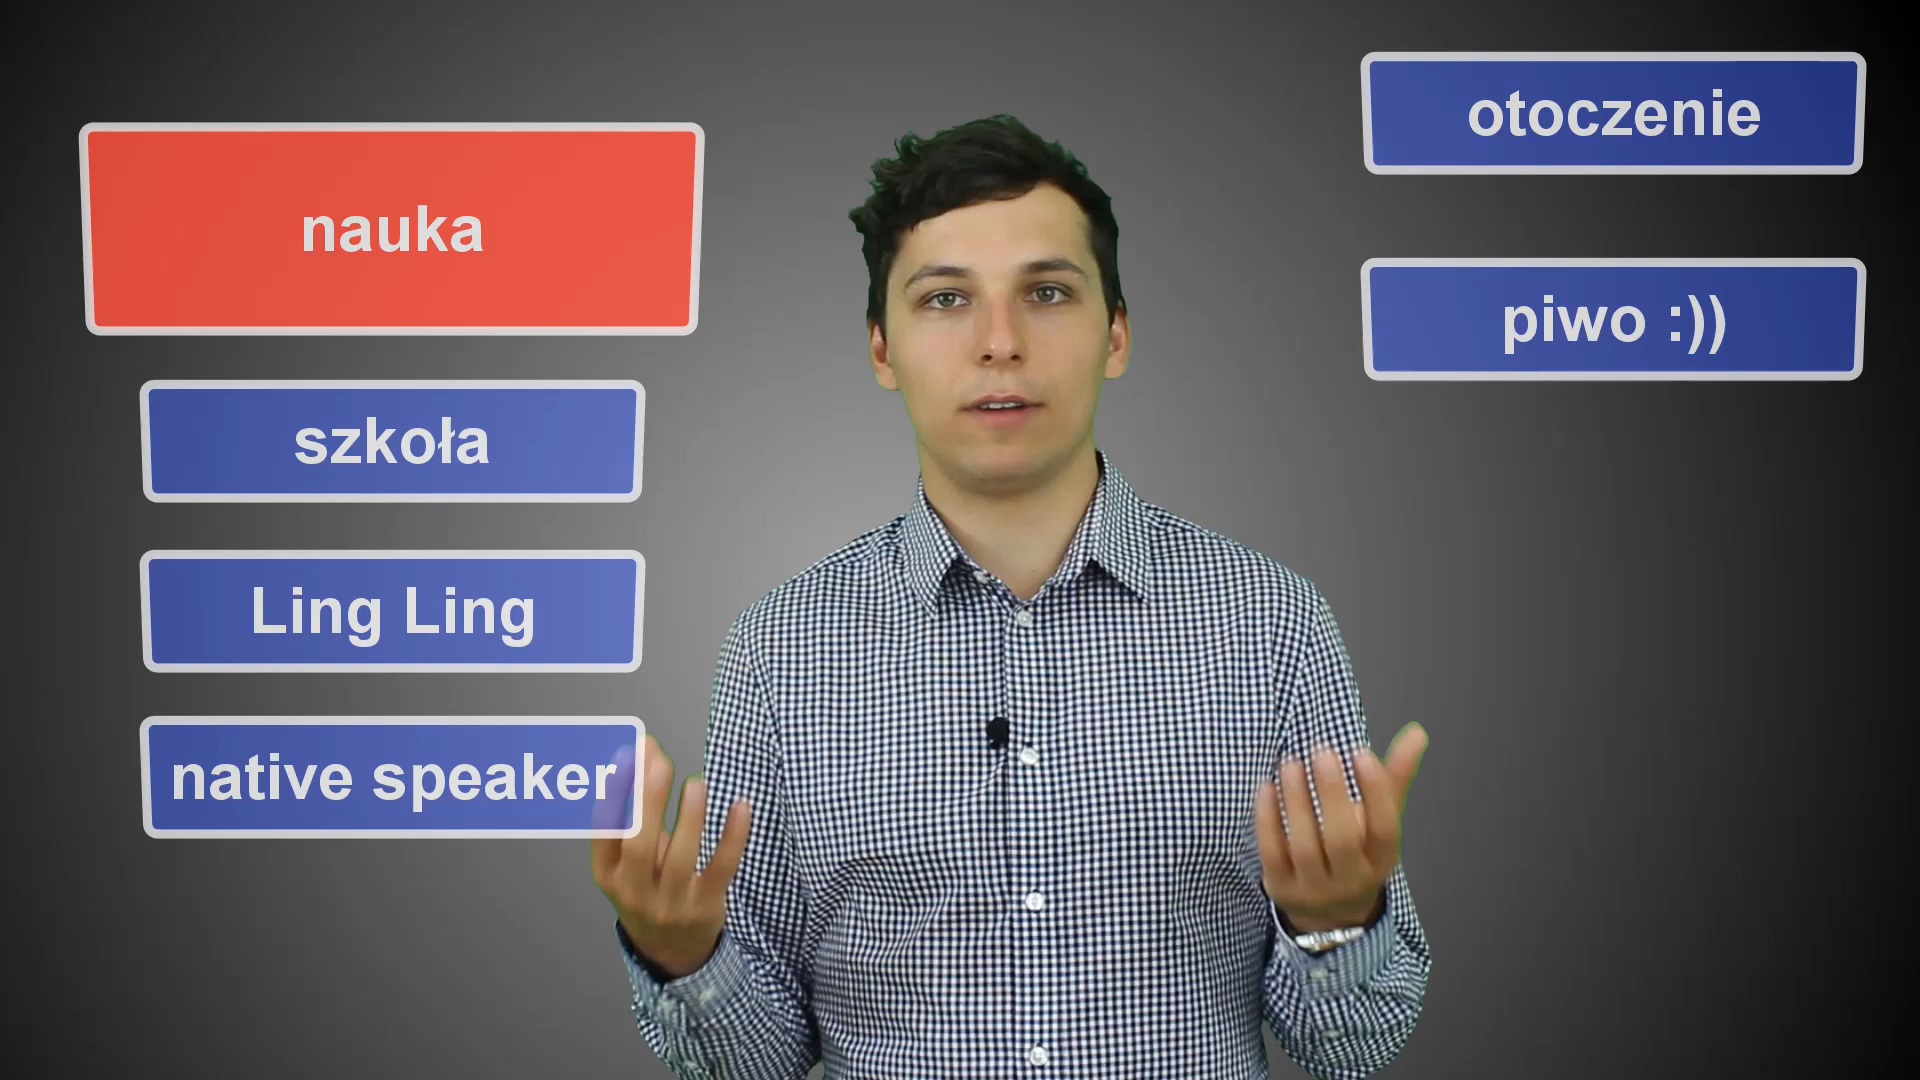 nauka
szkoła
Ling Ling
native speaker
otoczenie
piwo :))